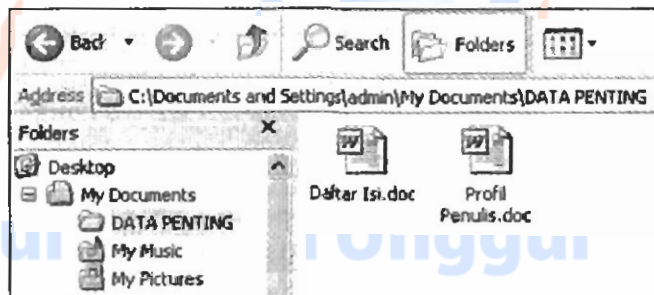 Back
Search
Folders
Address C:\Documents and Settings\admin\My Documents\DATA PENTING
Folders
Desktop
My Documents
DATA PENTING
My Music
My Pictures
Daftar Isi.doc
Profil
Penulis.doc